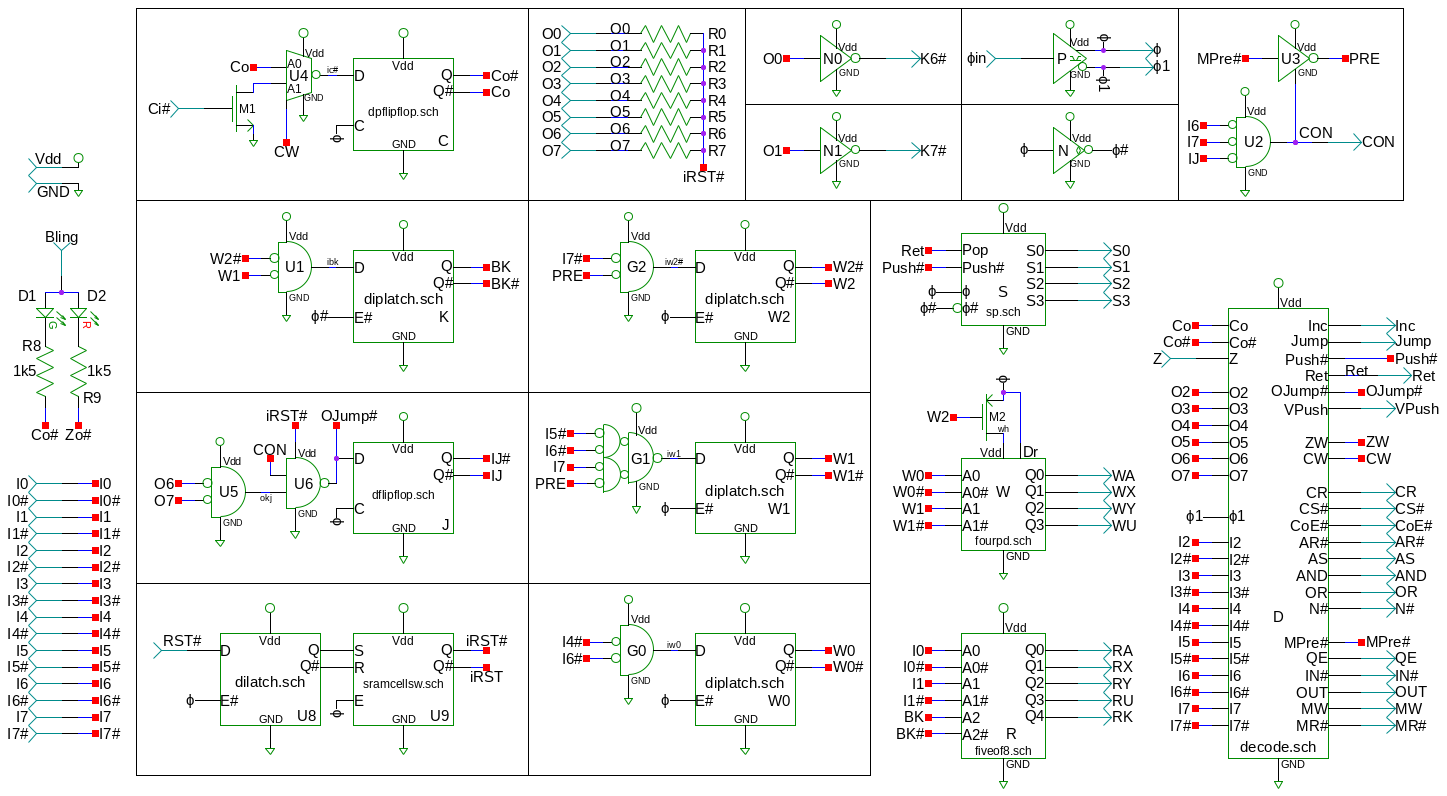 Vdd
GND
Bling
D1
D2
G
R
R8
1k5
1k5
R9
Co#
Zo#
I0 I0
I0# I0#
I1 I1
I1# I1#
I2 I2
I2# I2#
I3 I3
I3# I3#
I4 I4
I4# I4#
I5 I5
I5# I5#
I6 I6
I6# I6#
I7 I7
I7# I7#
Co
Ci#
M1
A0
U4
A1
Vdd
GND
ic#
CW
D
Vdd
Q
Q#
dpflipflop.sch
C
ϕ
GND
C
Co#
Co
O0 O0 R0
O1 O1 R1
O2 O2 R2
O3 O3 R3
O4 O4 R4
O5 O5 R5
O6 O6 R6
O7 O7 R7
iRST#
O0
N0
Vdd
GND
K6#
O1
N1
Vdd
GND
K7#
ϕin
P
Vdd
GND
ϕ
ϕ
ϕ1
ϕ1
ϕ
N
Vdd
GND
ϕ#
MPre#
U3
Vdd
GND
PRE
I6
I7
IJ
Vdd
U2
GND
CON
CON
W2#
W1
Vdd
U1
GND
ibk
D
Vdd
Q
Q#
diplatch.sch
ϕ#
E#
GND
K
BK
BK#
I7#
PRE
Vdd
G2
GND
iw2#
D
Vdd
Q
Q#
diplatch.sch
ϕ
E#
GND
W2
W2#
W2
iRST#
OJump#
CON
O6
O7
Vdd
U5
GND
okj
Vdd
U6
GND
D
Vdd
Q
Q#
dflipflop.sch
C
ϕ
GND
J
IJ#
IJ
I5#
I6#
I7
PRE
Vdd
G1
GND
iw1
D
Vdd
Q
Q#
diplatch.sch
ϕ
E#
GND
W1
W1
W1#
RST#
D
Vdd
Q
Q#
dilatch.sch
ϕ
E#
GND
U8
S
Vdd
Q
R
Q#
sramcellsw.sch
E
ϕ
GND
U9
iRST#
iRST
I4#
I6#
Vdd
G0
GND
iw0
D
Vdd
Q
Q#
diplatch.sch
ϕ
E#
GND
W0
W0
W0#
Vdd
Ret Pop S0 S0
Push# Push# S1 S1
ϕ ϕ S S2 S2
ϕ# ϕ# sp.sch S3 S3
GND
ϕ
W2
M2
wh
Vdd
Dr
W0 A0 Q0 WA
W0# A0# W Q1 WX
W1 A1 Q2 WY
W1# A1# Q3 WU
fourpd.sch
GND
Vdd
I0 A0 Q0 RA
I0# A0# Q1 RX
I1 A1 Q2 RY
I1# A1# Q3 RU
BK A2 Q4 RK
BK# A2# R
fiveof8.sch
GND
Vdd
Co Co Inc Inc
Co# Co# Jump Jump
Z Z Push# Push#
Ret Ret Ret
O2 O2 OJump# OJump#
O3 O3 VPush VPush
O4 O4
O5 O5 ZW ZW
O6 O6 CW CW
O7 O7
CR CR
ϕ1 ϕ1 CS# CS#
CoE# CoE#
I2 I2 AR# AR#
I2# I2# AS AS
I3 I3 AND AND
I3# I3# OR OR
I4 I4 N# N#
I4# I4# D
I5 I5 MPre# MPre#
I5# I5# QE QE
I6 I6 IN# IN#
I6# I6# OUT OUT
I7 I7 MW MW
I7# I7# MR# MR#
decode.sch
GND